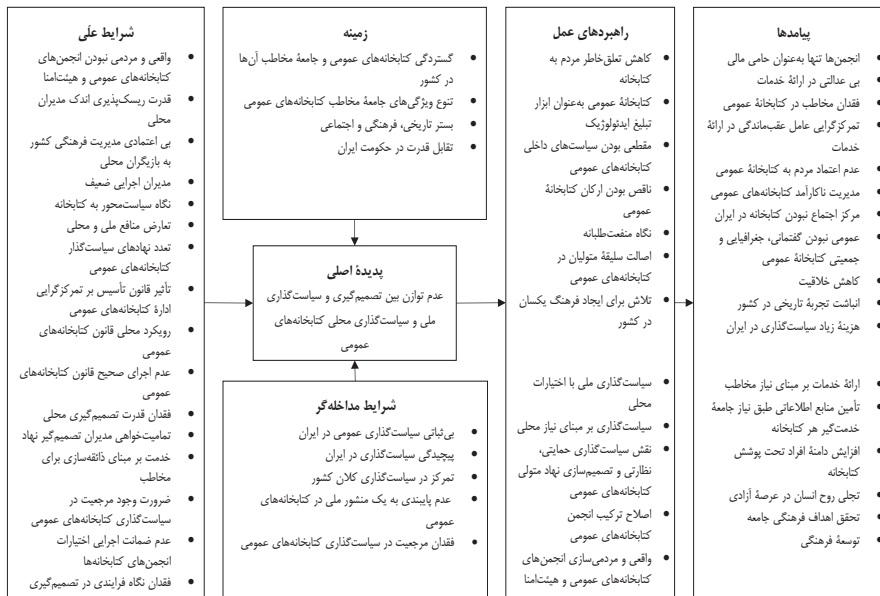 شرایط علّی
واقعی و مردمی نبودن انجمن‌های
کتابخانه‌های عمومی و هیئت‌امنا
قدرت ریسک‌پذیری اندک مدیران
محلی
بی اعتمادی مدیریت فرهنگی کشور
به بازیگران محلی
مدیران اجرایی ضعیف
نگاه سیاست‌محور به کتابخانه
تعارض منافع ملی و محلی
تعدد نهادهای سیاست‌گذار
کتابخانه‌های عمومی
تأثیر قانون تأسیس بر تمرکزگرایی
ادارهٔ کتابخانه‌های عمومی
رویکرد محلی قانون کتابخانه‌های
عمومی
عدم اجرای صحیح قانون کتابخانه‌های
عمومی
فقدان قدرت تصمیم‌گیری محلی
تمامیت‌خواهی مدیران تصمیم‌گیر نهاد
خدمت بر مبنای ذائقه‌سازی برای
مخاطب
ضرورت وجود مرجعیت در
سیاست‌گذاری کتابخانه‌های عمومی
عدم ضمانت اجرایی اختیارات
انجمن‌های کتابخانه‌ها
فقدان نگاه فرایندی در تصمیم‌گیری
زمینه
گستردگی کتابخانه‌های عمومی و جامعهٔ مخاطب آن‌ها
در کشور
تنوع ویژگی‌های جامعهٔ مخاطب کتابخانه‌های عمومی
بستر تاریخی، فرهنگی و اجتماعی
تقابل قدرت در حکومت ایران
پدیدهٔ اصلی
عدم توازن بین تصمیم‌گیری و سیاست‌گذاری
ملی و سیاست‌گذاری محلی کتابخانه‌های
عمومی
شرایط مداخله‌گر
بی‌ثباتی سیاست‌گذاری عمومی در ایران
پیچیدگی سیاست‌گذاری در ایران
تمرکز در سیاست‌گذاری کلان کشور
عدم پایبندی به یک منشور ملی در کتابخانه‌های
عمومی
فقدان مرجعیت در سیاست‌گذاری کتابخانه‌های عمومی
راهبردهای عمل
کاهش تعلق‌خاطر مردم به
کتابخانه
کتابخانهٔ عمومی به‌عنوان ابزار
تبلیغ ایدئولوژیک
مقطعی بودن سیاست‌های داخلی
کتابخانه‌های عمومی
ناقص بودن ارکان کتابخانهٔ
عمومی
نگاه منفعت‌طلبانه
اصالت سلیقهٔ متولیان در
کتابخانه‌های عمومی
تلاش برای ایجاد فرهنگ یکسان
در کشور
سیاست‌گذاری ملی با اختیارات
محلی
سیاست‌گذاری بر مبنای نیاز محلی
نقش سیاست‌گذاری حمایتی،
نظارتی و تصمیم‌سازی نهاد متولی
کتابخانه‌های عمومی
اصلاح ترکیب انجمن
کتابخانه‌های عمومی
واقعی و مردمی‌سازی انجمن‌های
کتابخانه‌های عمومی و هیئت‌امنا
پیامدها
انجمن‌ها تنها به‌عنوان حامی مالی
بی عدالتی در ارائهٔ خدمات
فقدان مخاطب در کتابخانهٔ عمومی
تمرکزگرایی عامل عقب‌ماندگی در ارائهٔ
خدمات
عدم اعتماد مردم به کتابخانهٔ عمومی
مدیریت ناکارآمد کتابخانه‌های عمومی
مرکز اجتماع نبودن کتابخانه در ایران
عمومی نبودن گفتمانی، جغرافیایی و
جمعیتی کتابخانهٔ عمومی
کاهش خلاقیت
انباشت تجربهٔ تاریخی در کشور
هزینهٔ زیاد سیاست‌گذاری در ایران
ارائهٔ خدمات بر مبنای نیاز مخاطب
تأمین منابع اطلاعاتی طبق نیاز جامعهٔ
خدمت‌گیر هر کتابخانه
افزایش دامنهٔ افراد تحت پوشش
کتابخانه
تجلی روح انسان در عرصهٔ آزادی
تحقق اهداف فرهنگی جامعه
توسعهٔ فرهنگی